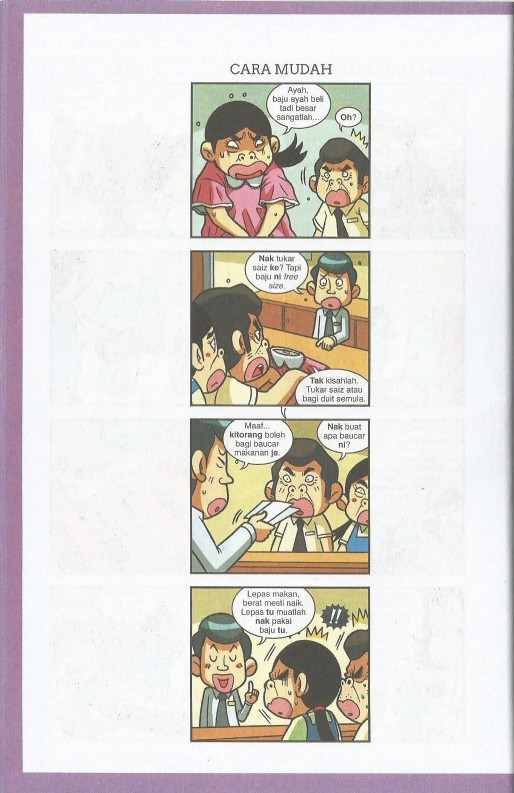 CARA MUDAH
Ayah,
baju ayah beli
tadi besar
sangatlah...
Oh?
Nak tukar
saiz ke? Tapi
baju ni free
size.
Tak kisahlah.
Tukar saiz atau
bagi duit semula.
Maaf...
kitorang boleh
bagi baucar
makanan je.
Nak buat
apa baucar
ni?
Lepas makan,
berat mesti naik.
Lepas tu muatlah
nak pakai
baju tu.
!!